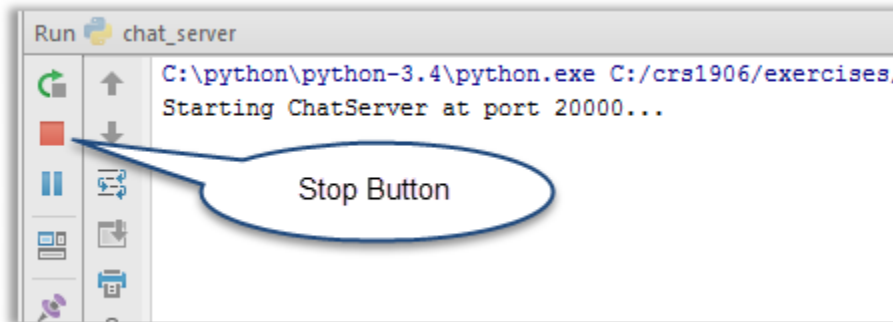 Run chat_server
C:\python\python-3.4\python.exe C:/crs1906/exercises/
Starting ChatServer at port 20000...
Stop Button